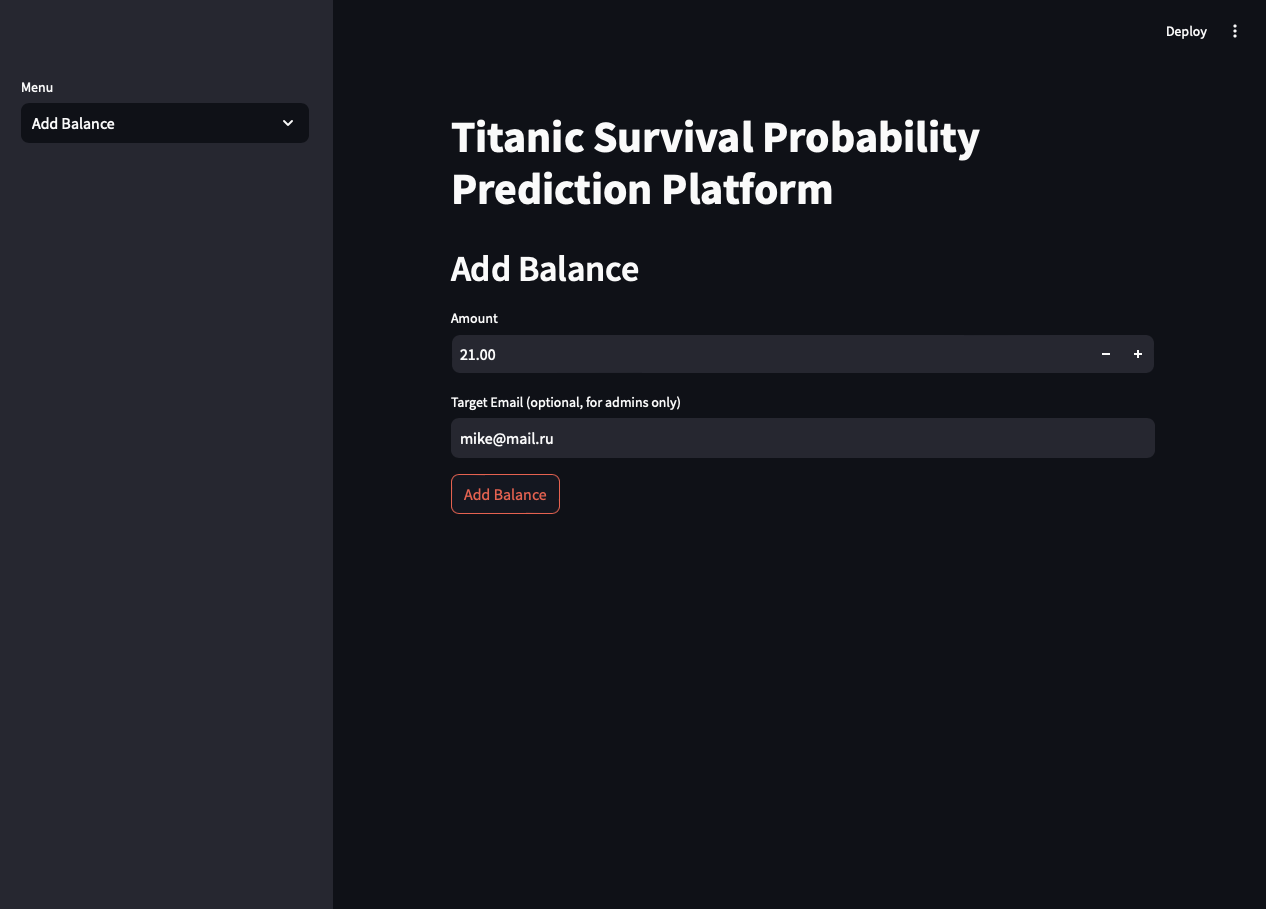 Deploy
Menu
Add Balance
Titanic Survival Probability
Prediction Platform
Add Balance
Amount
21.00
Target Email (optional, for admins only)
mike@mail.ru
Add Balance